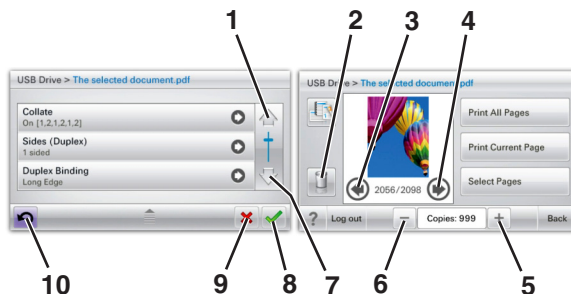 1
2
3
4
USB Drive > The selected document.pdf
Collate
On [1,2,1,2,1,2]
Sides (Duplex)
1 sided
Duplex Binding
Long Edge
USB Drive > The selected document.pdf
Print All Pages
Print Current Page
Select Pages
2056/2098
? Log out
Copies: 999
Back
10
9
8
7
6
5